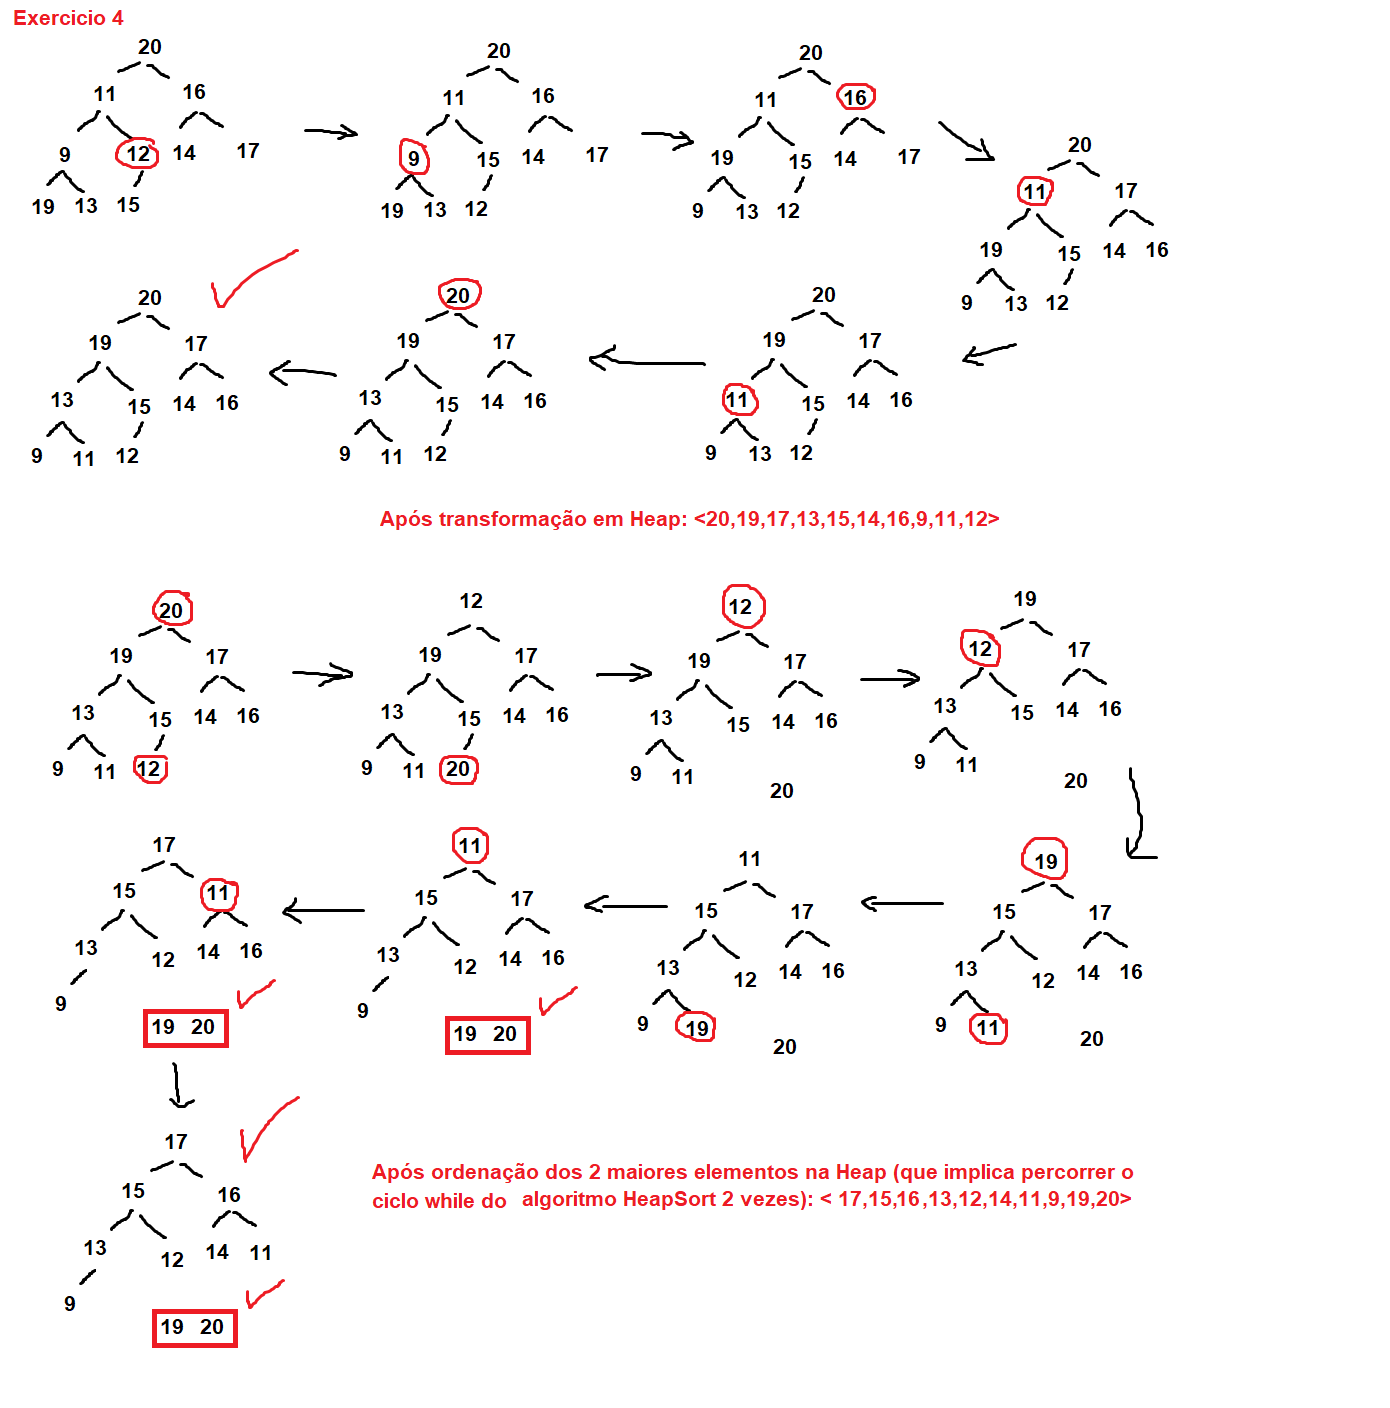 Exercicio 4
20 20 20
11 16 11 16 11 16
9 12 14 17 9 15 14 17 19 15 14 17
19 13 15 19 13 12 9 13 12
20
11 17
19 15 14 16
9 13 12
20 20 20
19 17 19 17 19 17
13 15 14 16 13 15 14 16 11 15 14 16
9 11 12 9 11 12 9 13 12
Após transformação em Heap: <20,19,17,13,15,14,16,9,11,12>
20 12 12 19
19 17 19 17 19 17 12 17
13 15 14 16 13 15 14 16 13 15 14 16 13 15 14 16
9 11 12 9 11 20 9 11 9 11
20 20
17 11 11 19
15 11 15 17 15 17 15 17
13 12 14 16 13 12 14 16 13 12 14 16 13 12 14 16
9 9 9 19 9 11
19 20 19 20 20 20
17
15 16
13 12 14 11
9
19 20
Após ordenação dos 2 maiores elementos na Heap (que implica percorrer o
ciclo while do algoritmo HeapSort 2 vezes): < 17,15,16,13,12,14,11,9,19,20>